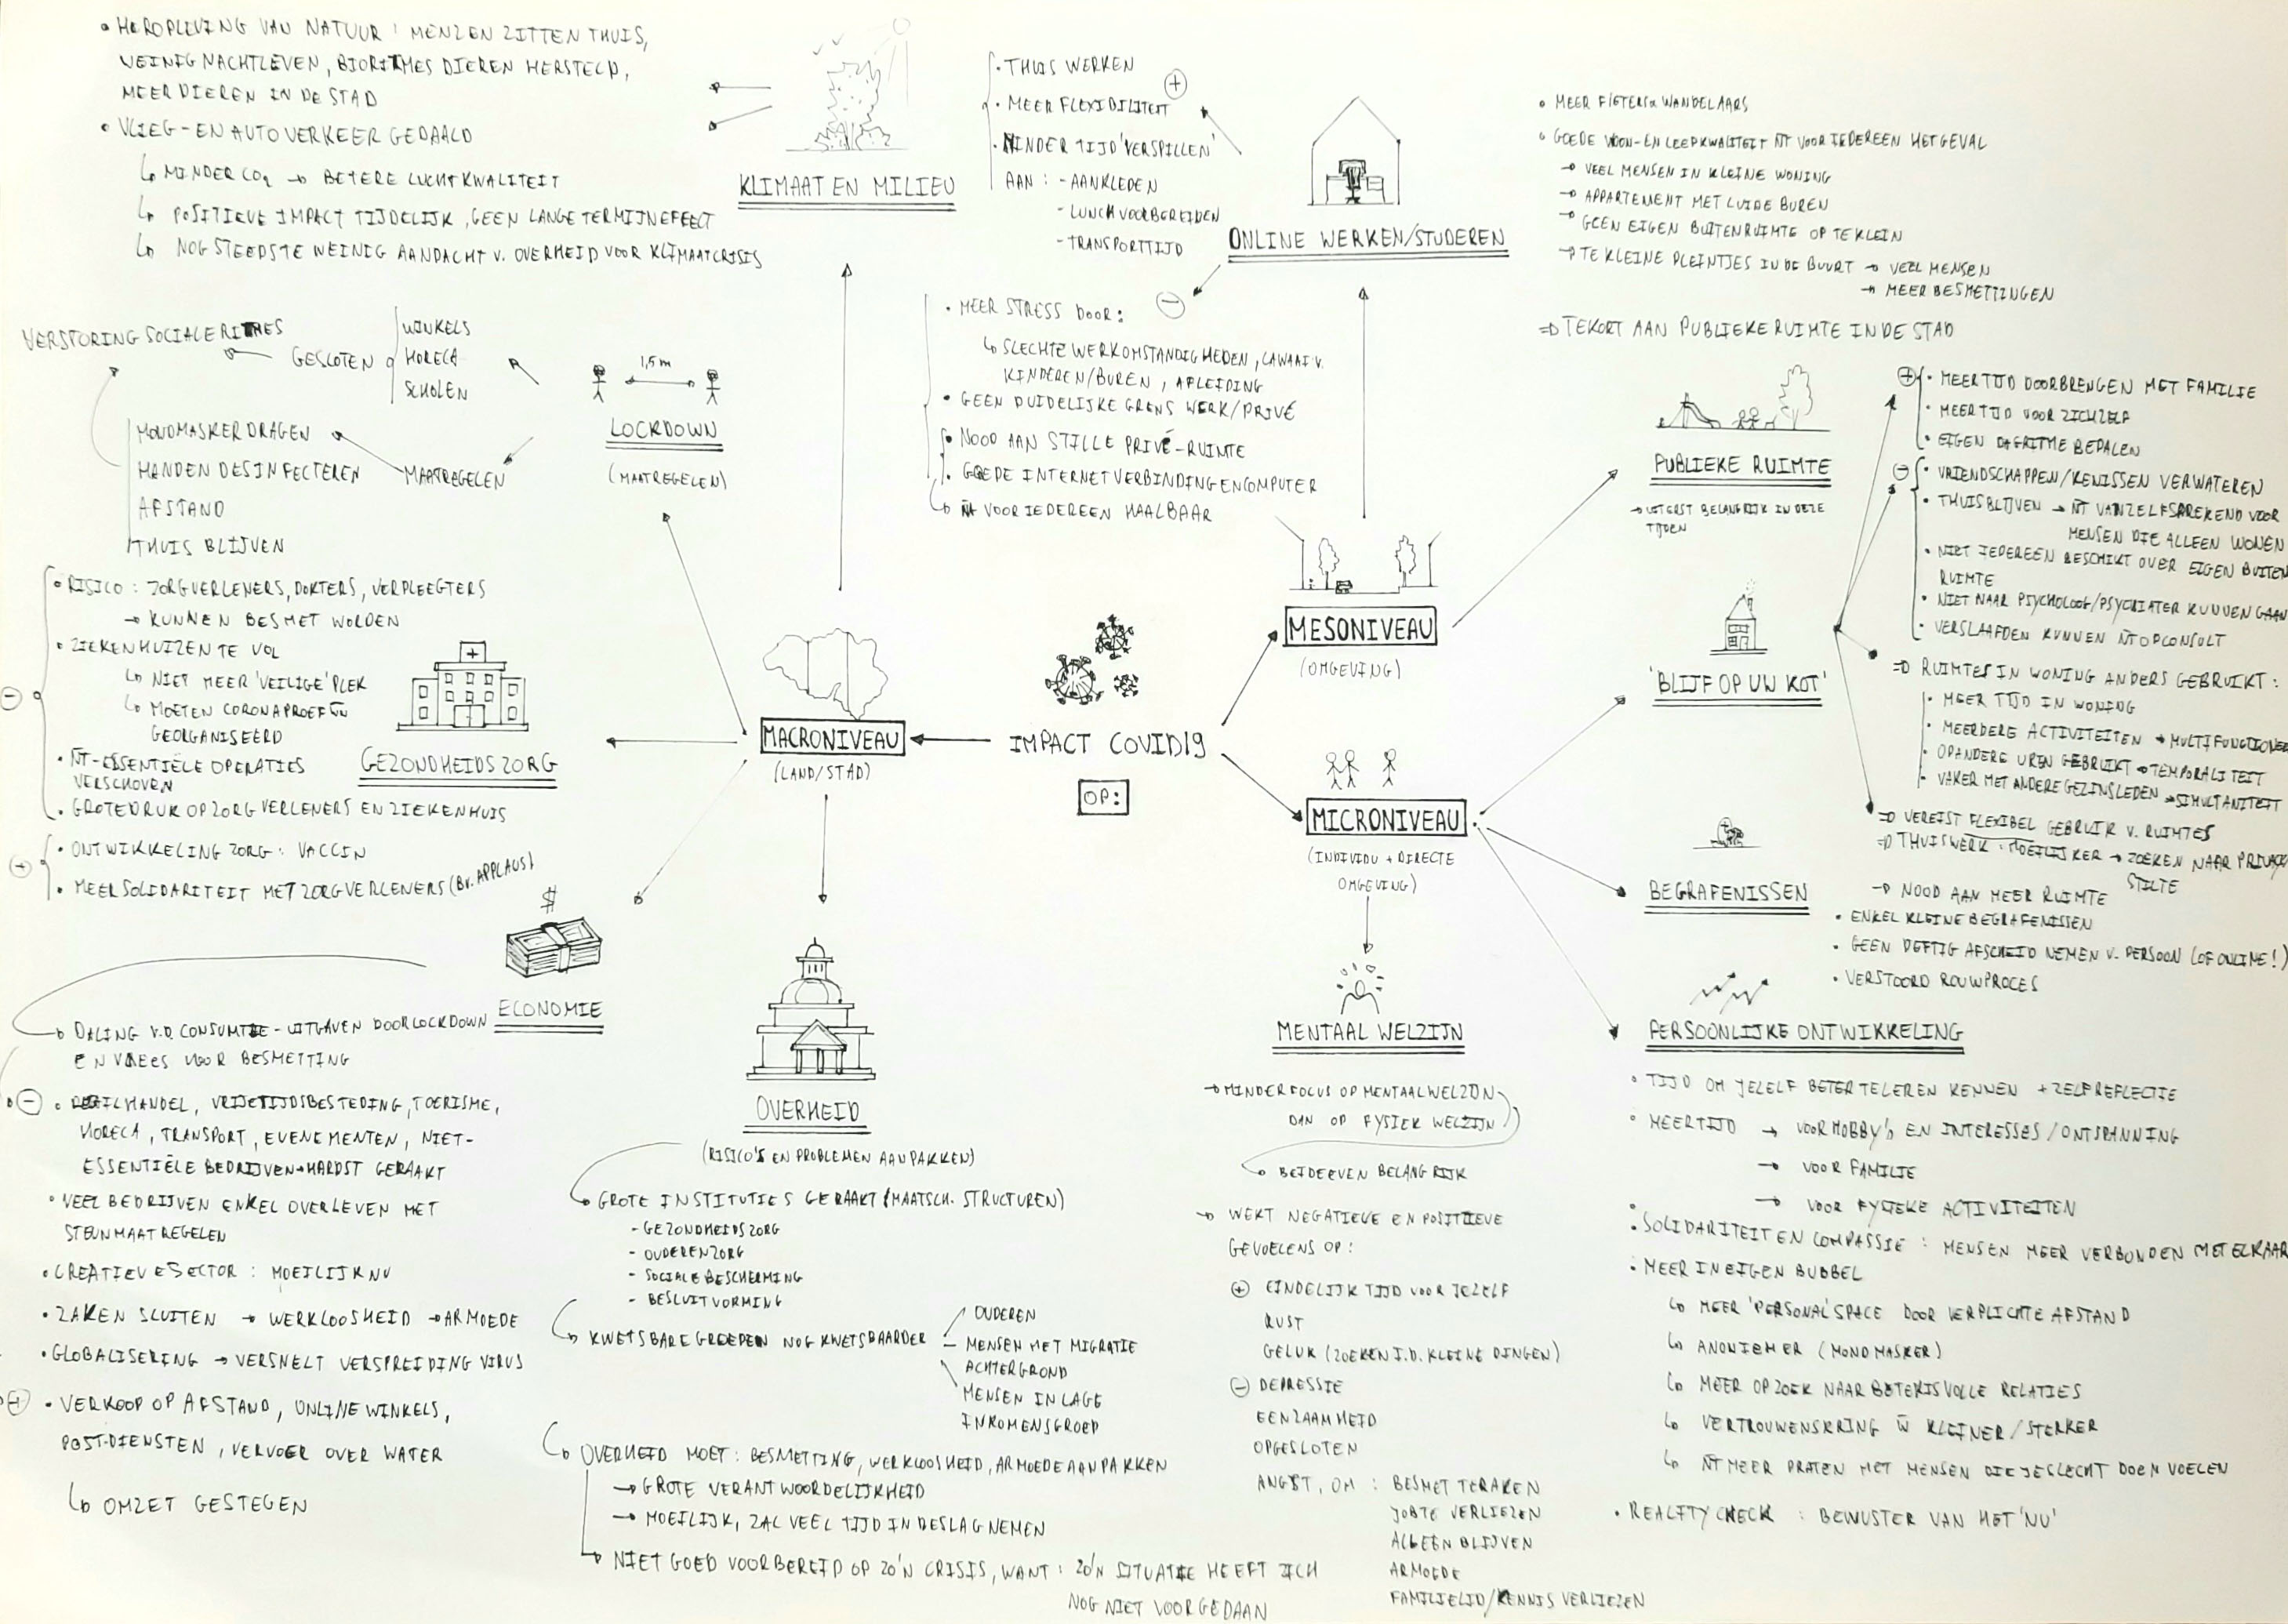 • HEROPLEVING VAN NATUUR : MENZEN ZITTEN THUIS,
WEINIG NACHTLEVEN, BIORITMES DIEREN HERSTELD,
MEER DIEREN IN DE STAD
• VLIEG-EN AUTOVERKEER GEDAALD
↳ MINDER CO₂ → BETERE LUCHTKWALITEIT
↳ POSITIEVE IMPACT TIJDELIJK, GEEN LANGE TERMIJNEFFECT
↳ NOG STEEDS TE WEINIG AANDACHT V. OVERHEID VOOR KLIMAATCRISIS
KLIMAAT EN MILIEU
• THUIS WERKEN
+
• MEER FLEXIBILITEIT
• MINDER TIJD 'VERSPILLEN'
AAN : - AANKLEDEN
- LUNCH VOORBEREIDEN
- TRANSPORTTIJD
ONLINE WERKEN/STUDEREN
−
• MEER STRESS DOOR:
↳ SLECHTE WERKOMSTANDIGHEDEN, LAWAAI V.
KINDEREN/BUREN, AFLEIDING
• GEEN DUIDELIJKE GRENS WERK/PRIVÉ
• NOOD AAN STILLE PRIVÉ-RUIMTE
• GOEDE INTERNETVERBINDING EN COMPUTER
↳ NT VOOR IEDEREEN HAALBAAR
• MEER FIETERS & WANDELAARS
• GOEDE WOON-EN LEEFKWALITEIT NT VOOR IEDEREEN HET GEVAL
→ VEEL MENSEN IN KLEINE WONING
→ APPARTEMENT MET LUIDE BUREN
→ GEEN EIGEN BUITENRUIMTE OF TE KLEIN
→ TE KLEINE PLEINTJES IN DE BUURT → VEEL MENSEN
→ MEER BESMETTINGEN
⇒ TEKORT AAN PUBLIEKE RUIMTE IN DE STAD
PUBLIEKE RUIMTE
→ UITERST BELANGRIJK IN DEZE
TIJDEN
VERSTORING SOCIALE RITMES
GESLOTEN
WINKELS
HORECA
SCHOLEN
1,5 m
LOCKDOWN
(MAATREGELEN)
MAATREGELEN
MONDMASKER DRAGEN
HANDEN DESINFECTEREN
AFSTAND
THUIS BLIJVEN
−
• RISICO : ZORGVERLENERS, DOKTERS, VERPLEEGTERS
→ KUNNEN BESMET WORDEN
• ZIEKENHUIZEN TE VOL
↳ NIET MEER 'VEILIGE' PLEK
↳ MOETEN CORONAPROEF W̄
GEORGANISEERD
• NT-ESSENTIËLE OPERATIES
VERSCHOVEN
• GROTE DRUK OP ZORGVERLENERS EN ZIEKENHUIS
+
• ONTWIKKELING ZORG : VACCIN
• MEER SOLIDARITEIT MET ZORGVERLENERS (BV. APPLAUS)
GEZONDHEIDSZORG
MACRONIVEAU
(LAND/STAD)
IMPACT COVID19
OP:
MESONIVEAU
(OMGEVING)
MICRONIVEAU
(INDIVIDU + DIRECTE
OMGEVING)
'BLIJF OP UW KOT'
+
• MEER TIJD DOORBRENGEN MET FAMILIE
• MEER TIJD VOOR ZICHZELF
• EIGEN DAGRITME BEPALEN
−
• VRIENDSCHAPPEN/KENISSEN VERWATEREN
• THUISBLIJVEN → NT VANZELFSPREKEND VOOR
MENSEN DIE ALLEEN WONEN
• NIET IEDEREEN BESCHIKT OVER EIGEN BUITEN
RUIMTE
• NIET NAAR PSYCHOLOOG/PSYCHIATER KUNNEN GAAN
• VERSLAAFDEN KUNNEN NT OP CONSULT
⇒ RUIMTES IN WONING ANDERS GEBRUIKT :
• MEER TIJD IN WONING
• MEERDERE ACTIVITEITEN → MULTIFUNCTIONEEL
• OP ANDERE UREN GEBRUIKT → TEMPORALITEIT
• VAKER MET ANDERE GEZINSLEDEN → SIMULTANITEIT
⇒ VEREIST FLEXIBEL GEBRUIK V. RUIMTES
⇒ THUISWERK : MOEILIJKER → ZOEKEN NAAR PRIVACY
STILTE
→ NOOD AAN MEER RUIMTE
BEGRAFENISSEN
• ENKEL KLEINE BEGRAFENISSEN
• GEEN DEFTIG AFSCHEID NEMEN V. PERSOON (OF ONLINE!)
• VERSTOORD ROUWPROCES
$
ECONOMIE
→ DALING V.D. CONSUMTIE-UITGAVEN DOOR LOCKDOWN
EN VREES VOOR BESMETTING
−
• DETAILHANDEL, VRIJETIJDSBESTEDING, TOERISME,
HORECA, TRANSPORT, EVENEMENTEN, NIET-
ESSENTIËLE BEDRIJVEN → HARDST GERAAKT
• VEEL BEDRIJVEN ENKEL OVERLEVEN MET
STEUNMAATREGELEN
• CREATIEVE SECTOR : MOEILIJK NU
• ZAKEN SLUITEN → WERKLOOSHEID → ARMOEDE
• GLOBALISERING → VERSNELT VERSPREIDING VIRUS
+
• VERKOOP OP AFSTAND, ONLINE WINKELS,
POST-DIENSTEN, VERVOER OVER WATER
↳ OMZET GESTEGEN
OVERHEID
(RISICO'S EN PROBLEMEN AANPAKKEN)
GROTE INSTITUTIES GERAAKT (MAATSCH. STRUCTUREN)
- GEZONDHEIDSZORG
- OUDERENZORG
- SOCIALE BESCHERMING
- BESLUITVORMING
KWETSBARE GROEPEN NOG KWETSBAARDER
OUDEREN
MENSEN MET MIGRATIE
ACHTERGROND
MENSEN IN LAGE
INKOMENSGROEP
OVERHEID MOET : BESMETTING, WERKLOOSHEID, ARMOEDE AANPAKKEN
→ GROTE VERANTWOORDELIJKHEID
→ MOEILIJK, ZAL VEEL TIJD IN BESLAG NEMEN
→ NIET GOED VOORBEREID OP ZO'N CRISIS, WANT : ZO'N SITUATIE HEEFT ZICH
NOG NIET VOORGEDAAN
MENTAAL WELZIJN
→ MINDER FOCUS OP MENTAAL WELZIJN
DAN OP FYSIEK WELZIJN
BEIDE EVEN BELANGRIJK
→ WEKT NEGATIEVE EN POSITIEVE
GEVOELENS OP :
+ EINDELIJK TIJD VOOR JEZELF
RUST
GELUK (ZOEKEN I.D. KLEINE DINGEN)
− DEPRESSIE
EENZAAMHEID
OPGESLOTEN
ANGST, OM : BESMET TE RAKEN
JOB TE VERLIEZEN
ALLEEN BLIJVEN
ARMOEDE
FAMILIELID/KENNIS VERLIEZEN
PERSOONLIJKE ONTWIKKELING
• TIJD OM JEZELF BETER TE LEREN KENNEN + ZELFREFLECTIE
• MEER TIJD → VOOR HOBBY'S EN INTERESSES/ONTSPANNING
→ VOOR FAMILIE
→ VOOR FYSIEKE ACTIVITEITEN
• SOLIDARITEIT EN COMPASSIE : MENSEN MEER VERBONDEN MET ELKAAR
• MEER IN EIGEN BUBBEL
↳ MEER 'PERSONAL' SPACE DOOR VERPLICHTE AFSTAND
↳ ANONIEMER (MONDMASKER)
↳ MEER OP ZOEK NAAR BETEKISVOLLE RELATIES
↳ VERTROUWENSKRING W̄ KLEINER/STERKER
↳ NT MEER PRATEN MET MENSEN DIE JE SLECHT DOEN VOELEN
• REALITY CHECK : BEWUSTER VAN HET 'NU'